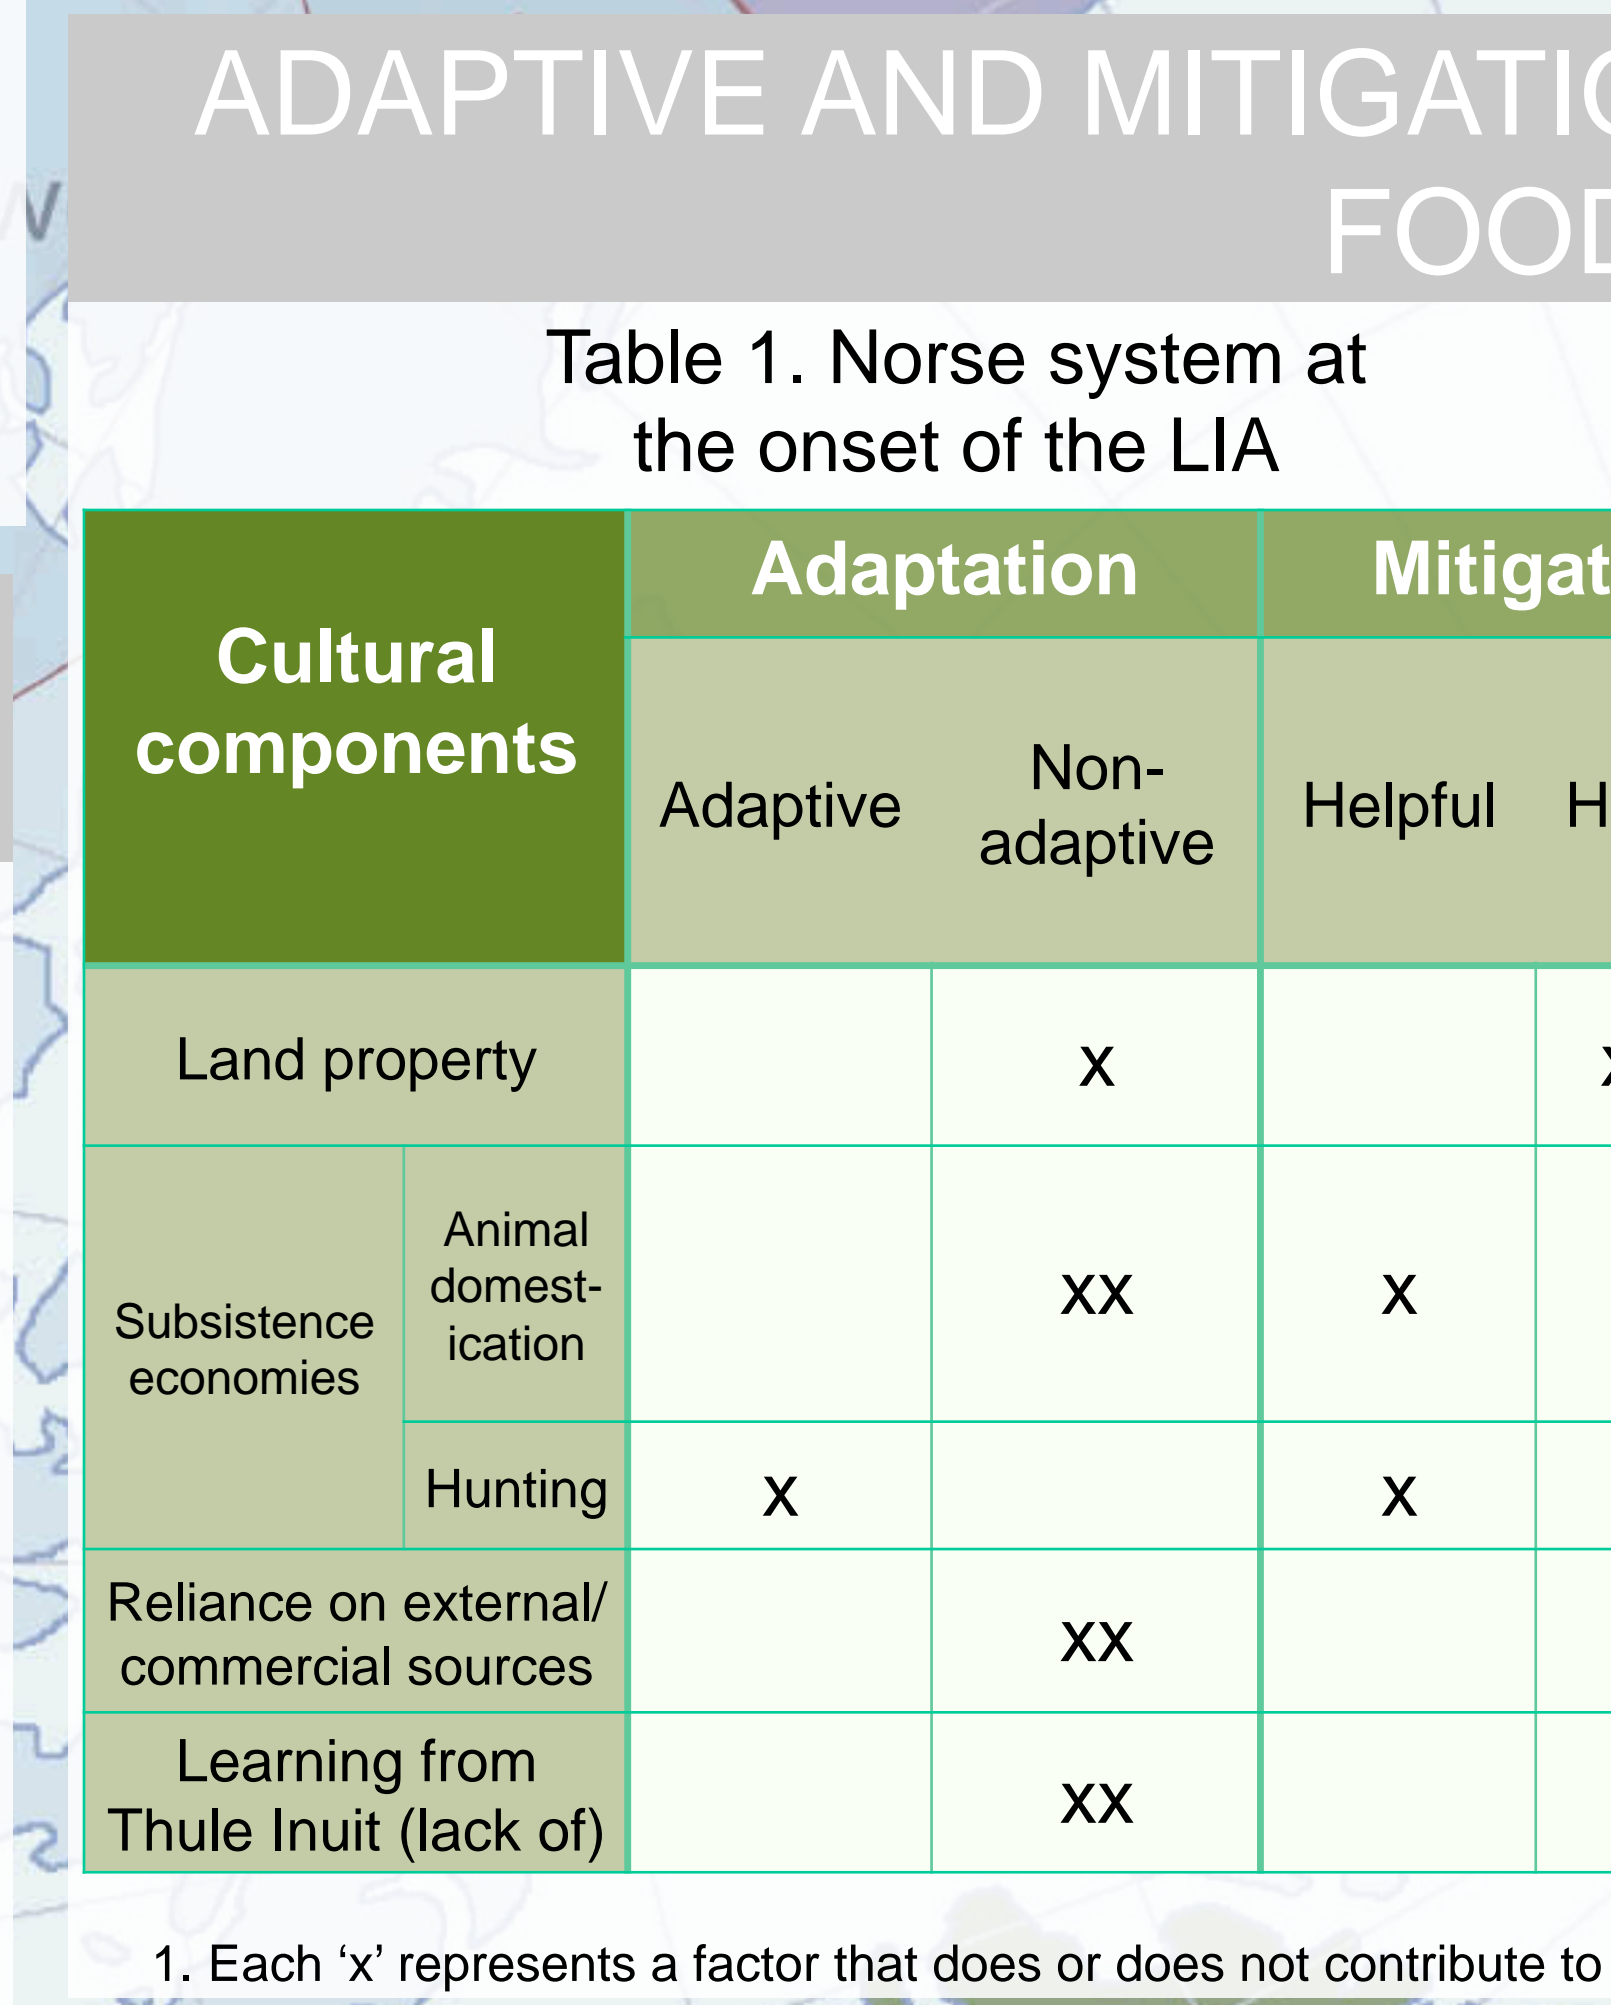 ADAPTIVE AND MITIGATIO
FOOD
Table 1. Norse system at
the onset of the LIA
Cultural
components
Adaptation
Mitigat
Adaptive
Non-
adaptive
Helpful
H
Land property
x
x
Subsistence
economies
Animal
domest-
ication
xx
x
Hunting
x
x
Reliance on external/
commercial sources
xx
Learning from
Thule Inuit (lack of)
xx
1. Each ‘x’ represents a factor that does or does not contribute to